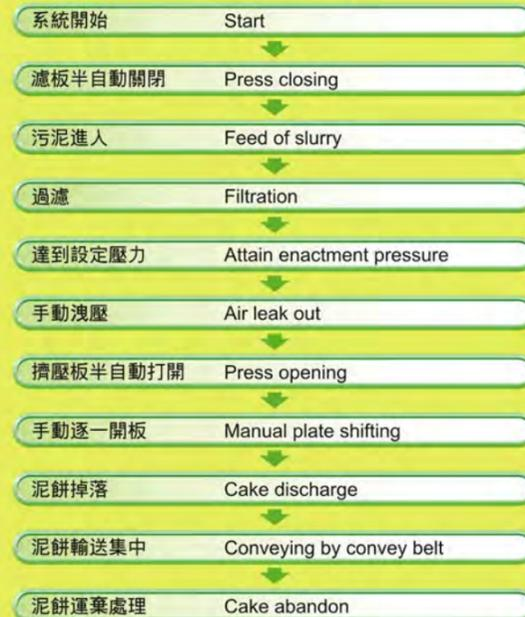 系統開始 Start
濾板半自動關閉 Press closing
污泥進入 Feed of slurry
過濾 Filtration
達到設定壓力 Attain enactment pressure
手動洩壓 Air leak out
擠壓板半自動打開 Press opening
手動逐一開板 Manual plate shifting
泥餅掉落 Cake discharge
泥餅輸送集中 Conveying by convey belt
泥餅運棄處理 Cake abandon